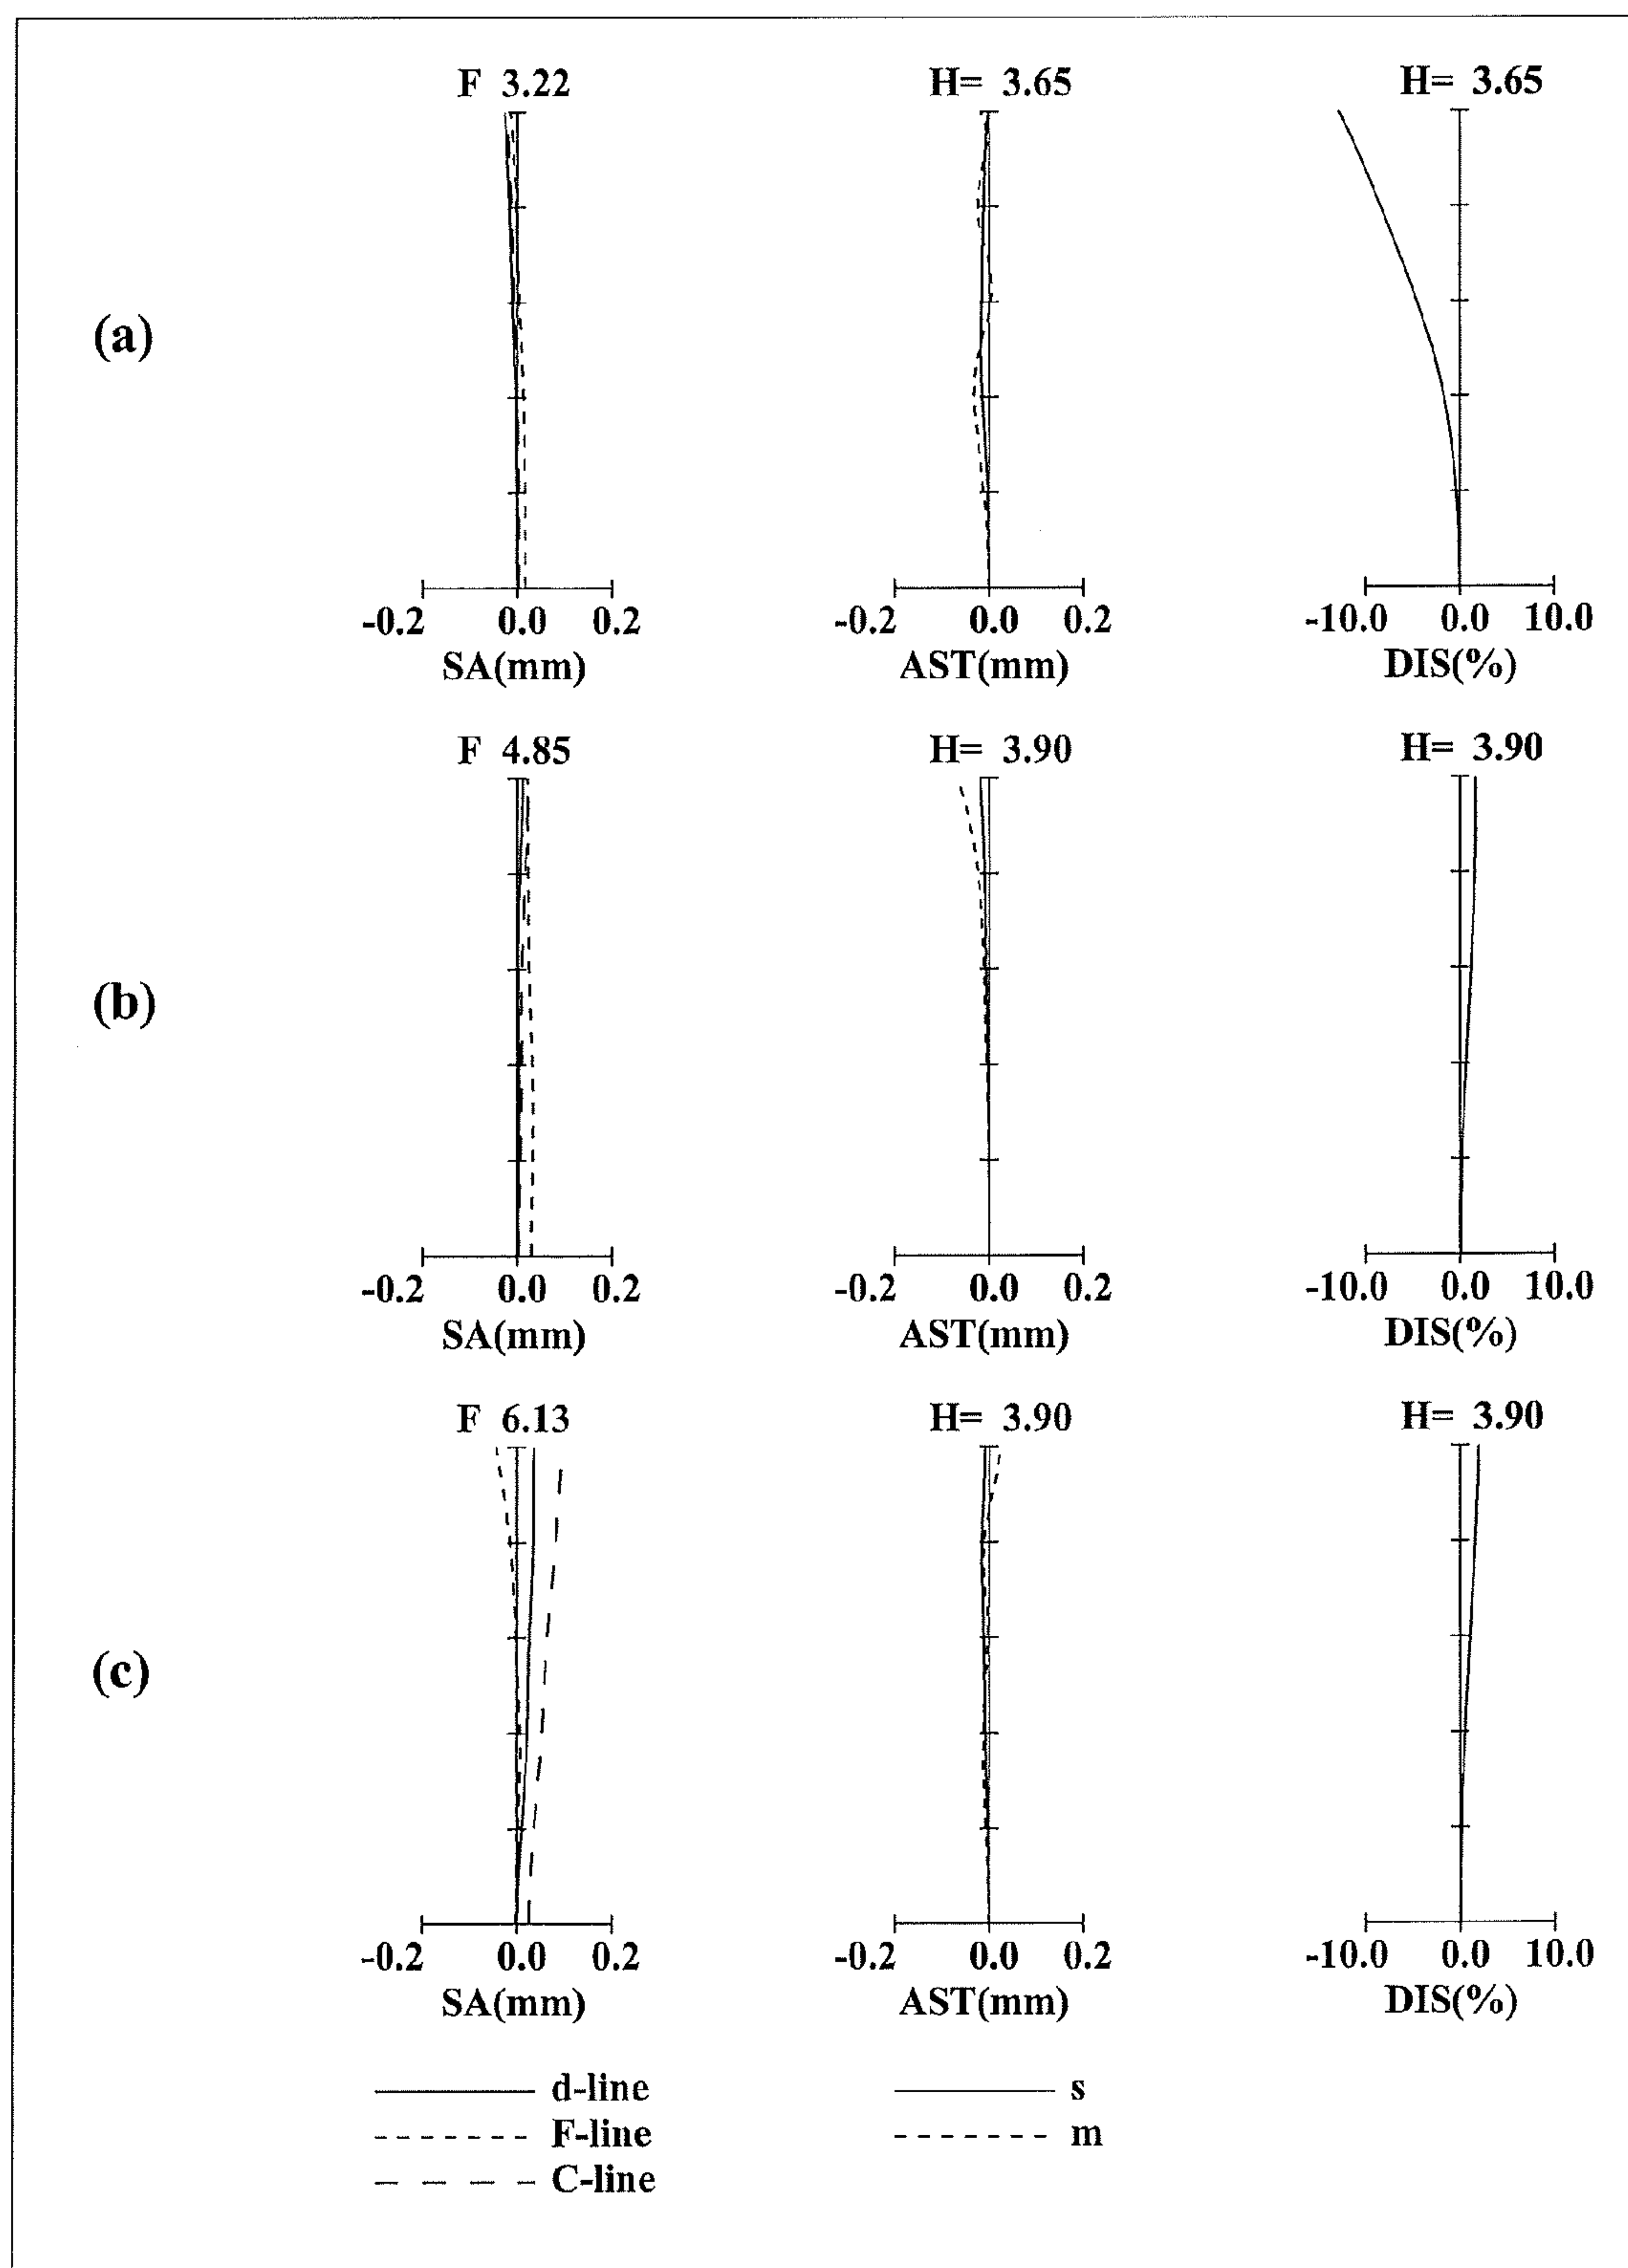 F 3.22 H= 3.65 H= 3.65
(a)
-0.2 0.0 0.2 -0.2 0.0 0.2 -10.0 0.0 10.0
SA(mm) AST(mm) DIS(%)
F 4.85 H= 3.90 H= 3.90
(b)
-0.2 0.0 0.2 -0.2 0.0 0.2 -10.0 0.0 10.0
SA(mm) AST(mm) DIS(%)
F 6.13 H= 3.90 H= 3.90
(c)
-0.2 0.0 0.2 -0.2 0.0 0.2 -10.0 0.0 10.0
SA(mm) AST(mm) DIS(%)
d-line s
F-line m
C-line